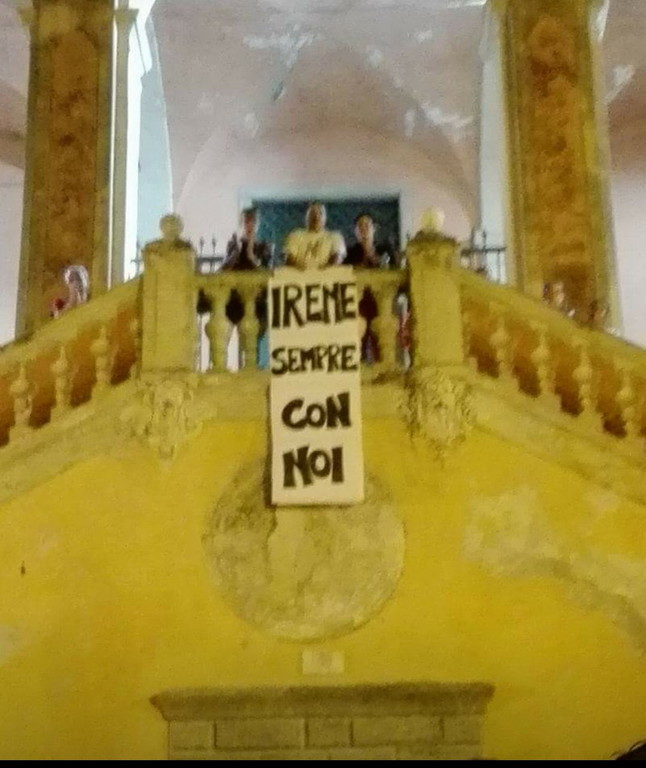 IRENE
SEMPRE
CON
NOI